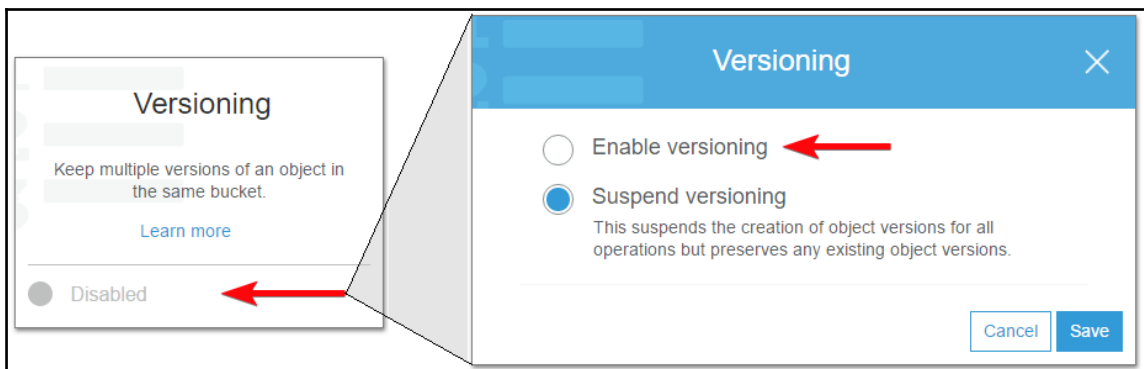 Versioning
Keep multiple versions of an object in
the same bucket.
Learn more
Disabled
Versioning
Enable versioning
Suspend versioning
This suspends the creation of object versions for all
operations but preserves any existing object versions.
Cancel Save